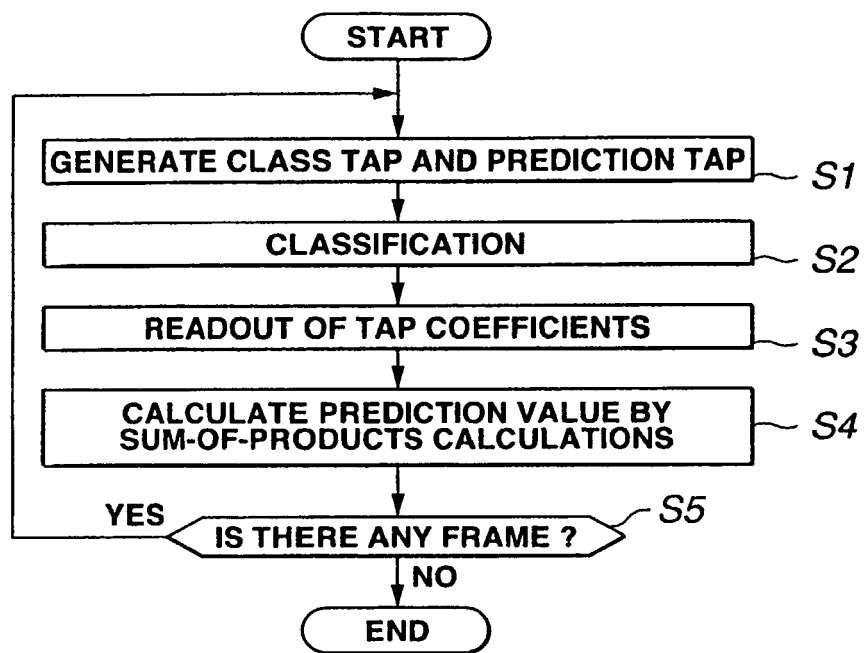 START
GENERATE CLASS TAP AND PREDICTION TAP
S1
CLASSIFICATION
S2
READOUT OF TAP COEFFICIENTS
S3
CALCULATE PREDICTION VALUE BY
SUM-OF-PRODUCTS CALCULATIONS
S4
YES
IS THERE ANY FRAME ?
S5
NO
END